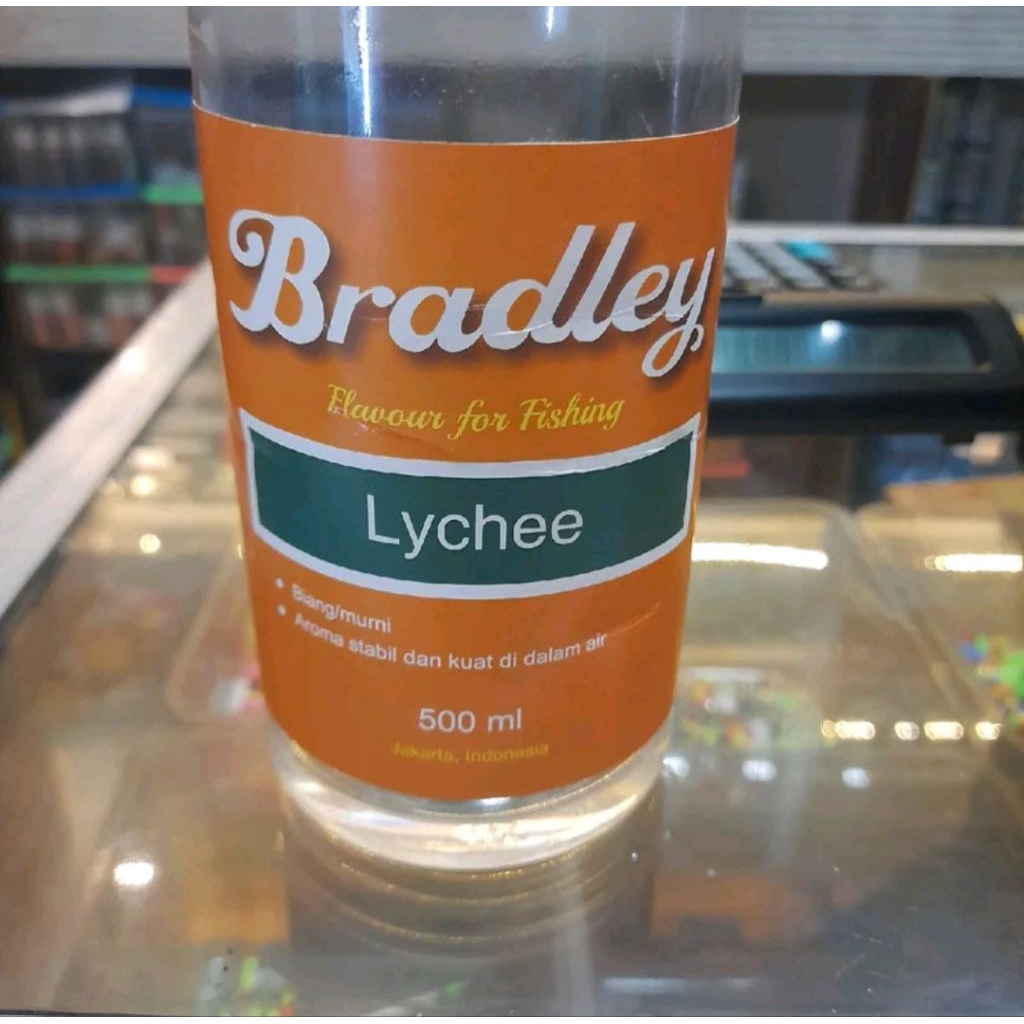 Bradley
Flavour for Fishing
Lychee
• Biang/murni
• Aroma stabil dan kuat di dalam air
500 ml
Jakarta, Indonesia